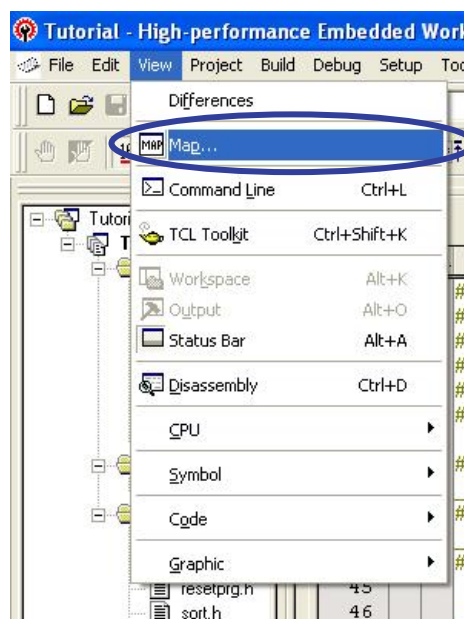 Tutorial - High-performance Embedded Work
File Edit View Project Build Debug Setup Too
Differences
MAP Map...
Command Line Ctrl+L
TCL Toolkit Ctrl+Shift+K
Workspace Alt+K
Output Alt+O
Status Bar Alt+A
Disassembly Ctrl+D
CPU
Symbol
Code
Graphic
Tutori
T
#
#
#
#
#
#
#
#
#
resetprg.h 45
sort.h 46